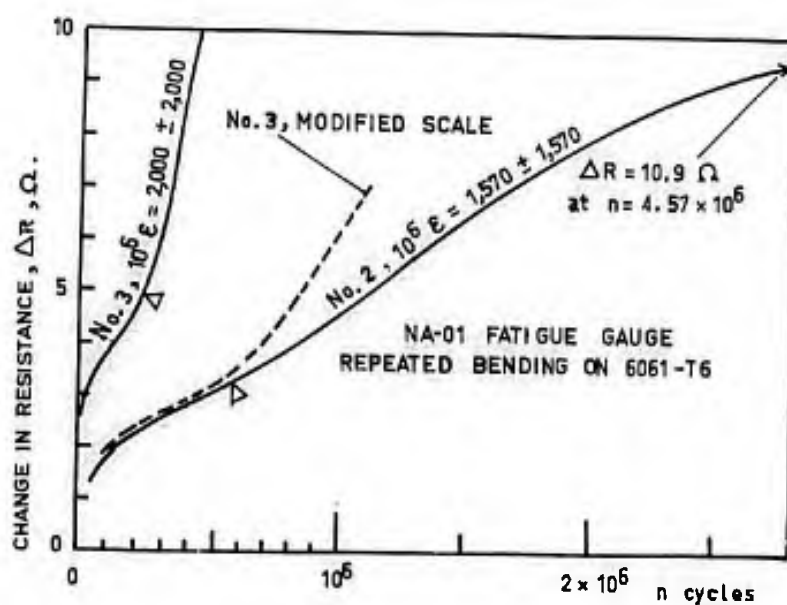 10
No.3, 10⁶ ε = 2,000 ± 2,000
No.3, MODIFIED SCALE
ΔR = 10.9 Ω
at n = 4.57 × 10⁶
CHANGE IN RESISTANCE, ΔR, Ω.
5
No. 2, 10⁶ ε = 1,570 ± 1,570
NA-01 FATIGUE GAUGE
REPEATED BENDING ON 6061-T6
0
0
10⁶
2 × 10⁶
n cycles